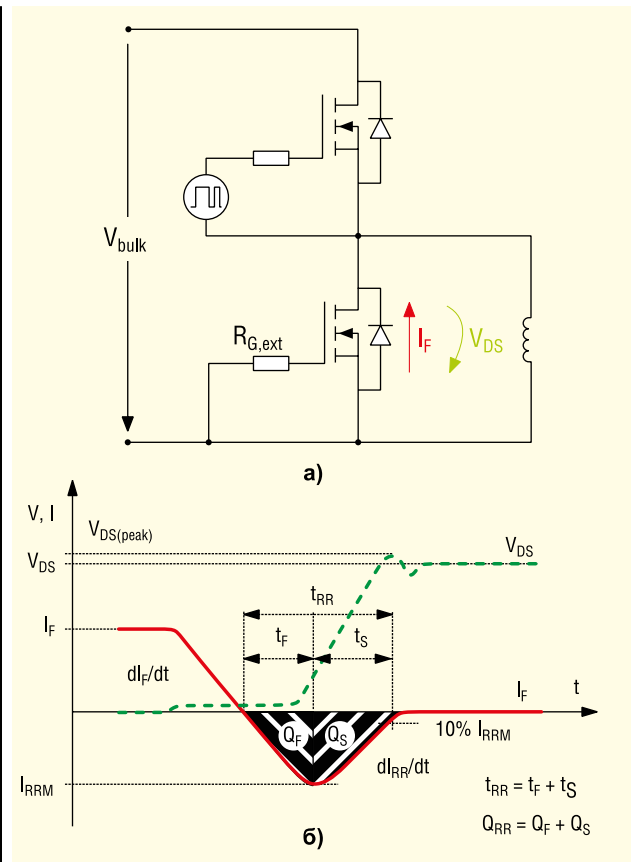 V_bulk
R_G,ext
I_F
V_DS
а)
V, I
V_DS(peak)
V_DS
V_DS
t_RR
I_F
t_F
t_S
dI_F/dt
I_F
t
Q_F
Q_S
10% I_RRM
I_RRM
dI_RR/dt
t_RR = t_F + t_S
Q_RR = Q_F + Q_S
б)